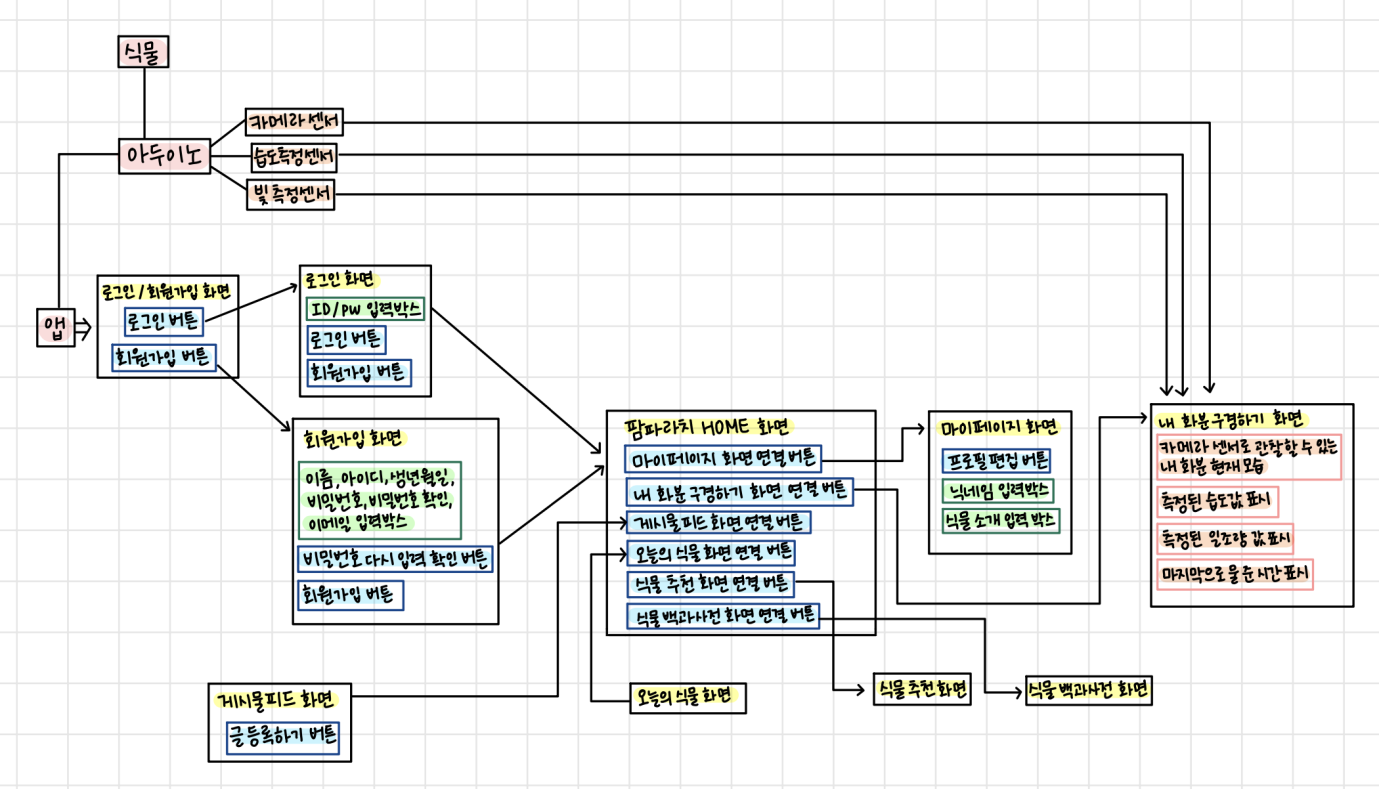 식물
아두이노
카메라 센서
습도측정센서
빛 측정센서
앱
로그인 / 회원가입 화면
로그인 버튼
회원가입 버튼
로그인 화면
ID/PW 입력박스
로그인 버튼
회원가입 버튼
회원가입 화면
이름, 아이디, 생년월일,
비밀번호, 비밀번호 확인,
이메일 입력박스
비밀번호 다시 입력 확인 버튼
회원가입 버튼
팜파라치 HOME 화면
마이페이지 화면 연결 버튼
내 화분 구경하기 화면 연결 버튼
게시물피드 화면 연결 버튼
오늘의 식물 화면 연결 버튼
식물 추천 화면 연결 버튼
식물 백과사전 화면 연결 버튼
마이페이지 화면
프로필 편집 버튼
닉네임 입력박스
식물 소개 입력 박스
내 화분 구경하기 화면
카메라 센서로 관찰할 수 있는
내 화분 현재 모습
측정된 습도값 표시
측정된 일조량 값 표시
마지막으로 물 준 시간 표시
게시물피드 화면
글 등록하기 버튼
오늘의 식물 화면
식물 추천 화면
식물 백과사전 화면